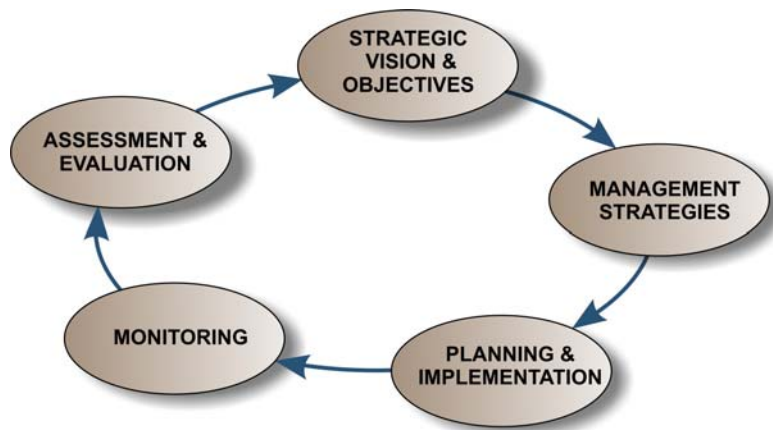 STRATEGIC
VISION &
OBJECTIVES
MANAGEMENT
STRATEGIES
PLANNING &
IMPLEMENTATION
MONITORING
ASSESSMENT &
EVALUATION